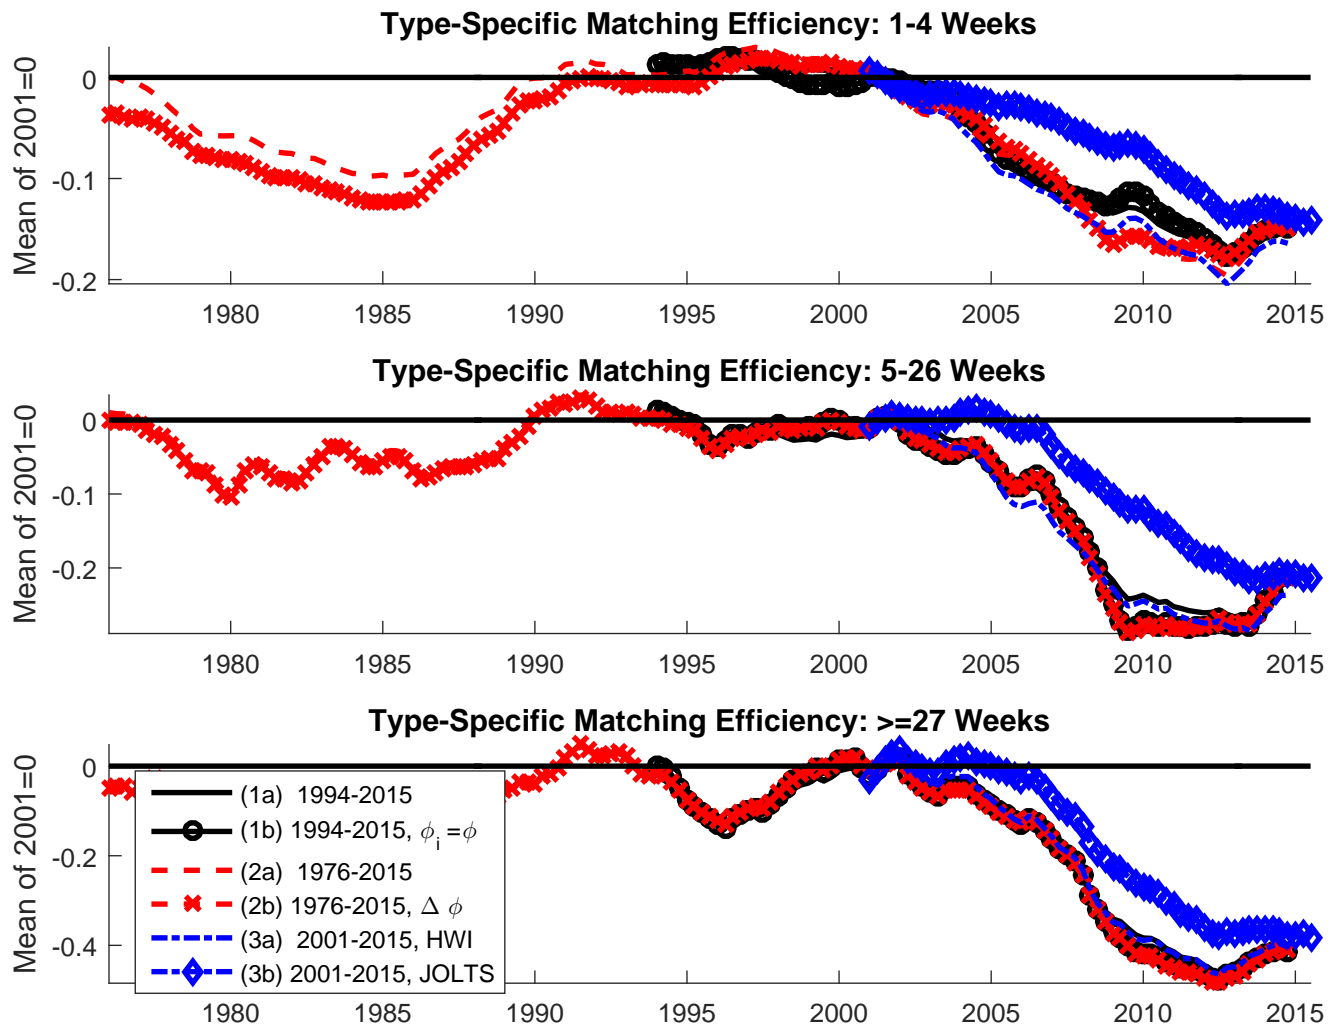 Type-Specific Matching Efficiency: 1-4 Weeks
Mean of 2001=0
0
-0.1
-0.2
1980 1985 1990 1995 2000 2005 2010 2015
Type-Specific Matching Efficiency: 5-26 Weeks
Mean of 2001=0
0
-0.1
-0.2
1980 1985 1990 1995 2000 2005 2010 2015
Type-Specific Matching Efficiency: >=27 Weeks
Mean of 2001=0
0
-0.2
-0.4
(1a) 1994-2015
(1b) 1994-2015, ϕ_i=ϕ
(2a) 1976-2015
(2b) 1976-2015, Δ ϕ
(3a) 2001-2015, HWI
(3b) 2001-2015, JOLTS
1980 1985 1990 1995 2000 2005 2010 2015